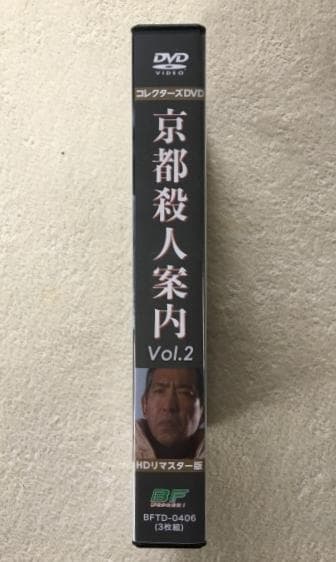 DVD
VIDEO
コレクターズDVD
京都殺人案内
Vol.2
HDリマスター版
BF
BFTD-0406
(3枚組)